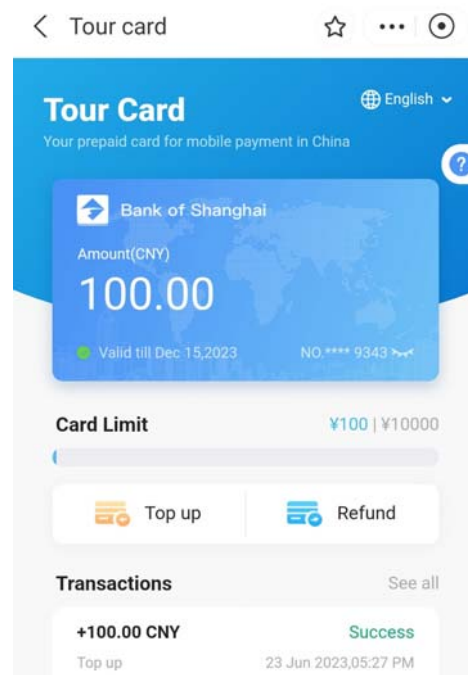 Tour card
Tour Card
English
Your prepaid card for mobile payment in China
?
Bank of Shanghai
Amount(CNY)
100.00
Valid till Dec 15,2023 NO.**** 9343
Card Limit ¥100 | ¥10000
Top up Refund
Transactions See all
+100.00 CNY Success
Top up 23 Jun 2023,05:27 PM